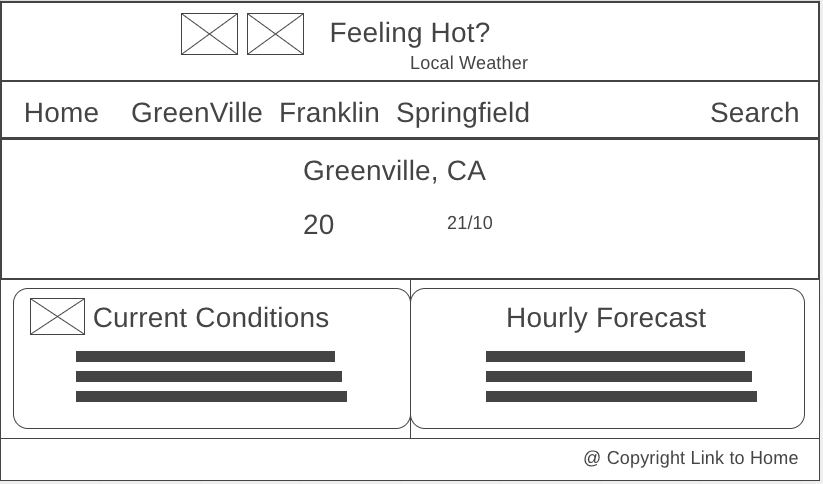 Feeling Hot?
Local Weather
Home GreenVille Franklin Springfield Search
Greenville, CA
20 21/10
Current Conditions
Hourly Forecast
@ Copyright Link to Home